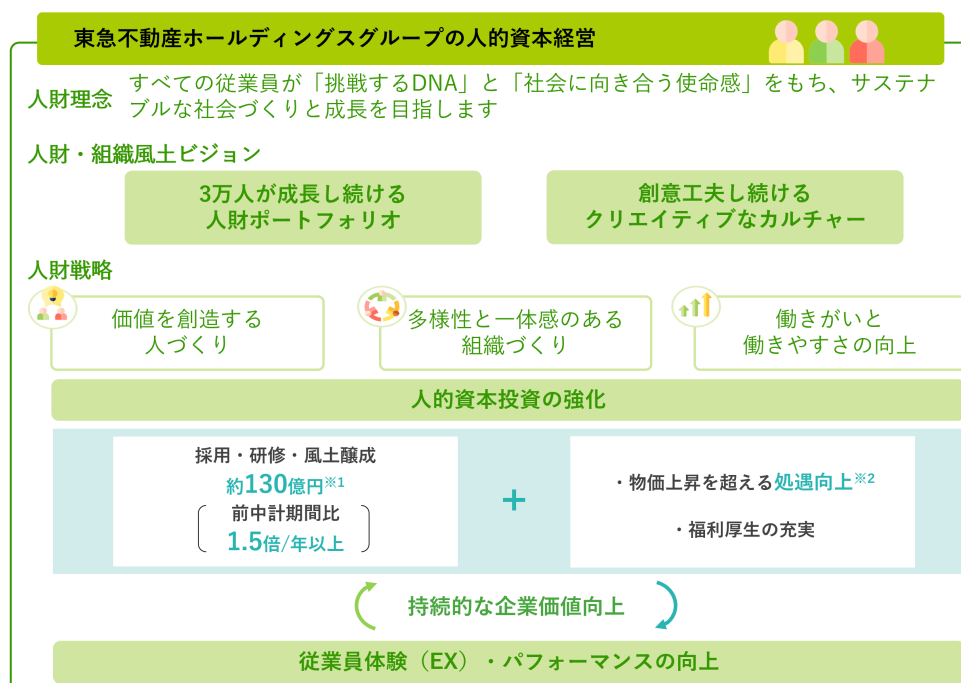 東急不動産ホールディングスグループの人的資本経営
人財理念
すべての従業員が「挑戦するDNA」と「社会に向き合う使命感」をもち、サステナ
ブルな社会づくりと成長を目指します
人財・組織風土ビジョン
3万人が成長し続ける
人財ポートフォリオ
創意工夫し続ける
クリエイティブなカルチャー
人財戦略
価値を創造する
人づくり
多様性と一体感のある
組織づくり
働きがいと
働きやすさの向上
人的資本投資の強化
採用・研修・風土醸成
約130億円※1
前中計期間比
1.5倍/年以上
+
・物価上昇を超える処遇向上※2
・福利厚生の充実
持続的な企業価値向上
従業員体験（EX）・パフォーマンスの向上